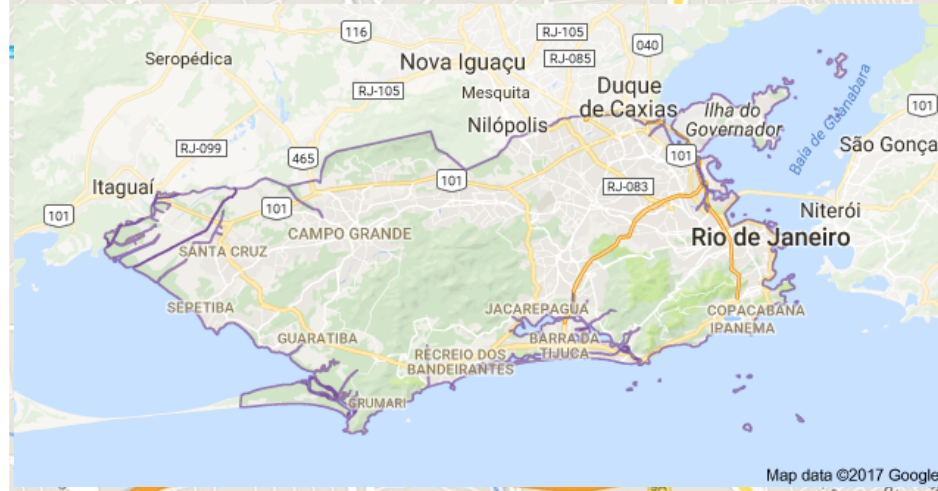 116
RJ-105
040
Seropédica
Nova Iguaçu
RJ-085
RJ-105
Mesquita
Duque
de Caxias
Ilha do
Governador
Baía de Guanabara
101
Nilópolis
RJ-099
465
101
São Gonça
Itaguaí
101
RJ-083
101
101
Niterói
SANTA CRUZ
CAMPO GRANDE
Rio de Janeiro
SEPETIBA
JACAREPAGUÁ
COPACABANA
IPANEMA
GUARATIBA
BARRA DA
TIJUCA
RECREIO DOS
BANDEIRANTES
GRUMARI
Map data ©2017 Google